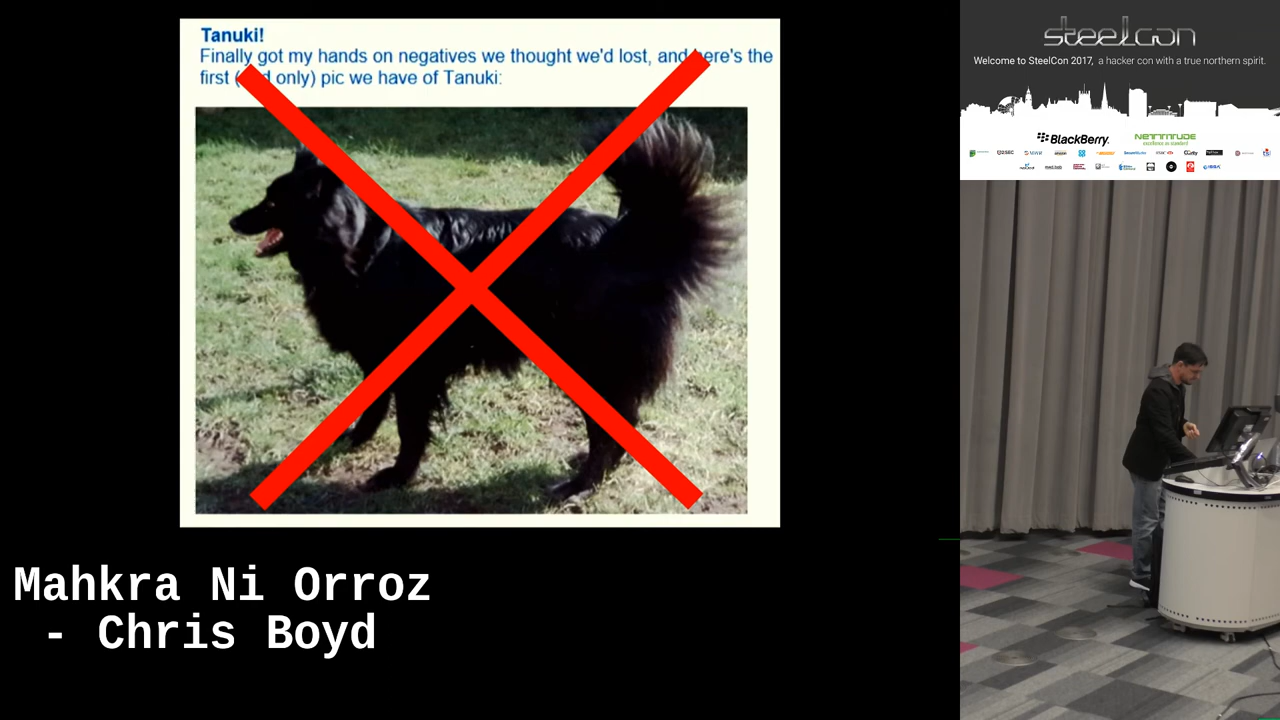 Tanuki!
Finally got my hands on negatives we thought we'd lost, and here's the
first (and only) pic we have of Tanuki:
steelcon
Welcome to SteelCon 2017, a hacker con with a true northern spirit.
BlackBerry
NETTITUDE
Mahkra Ni Orroz
- Chris Boyd